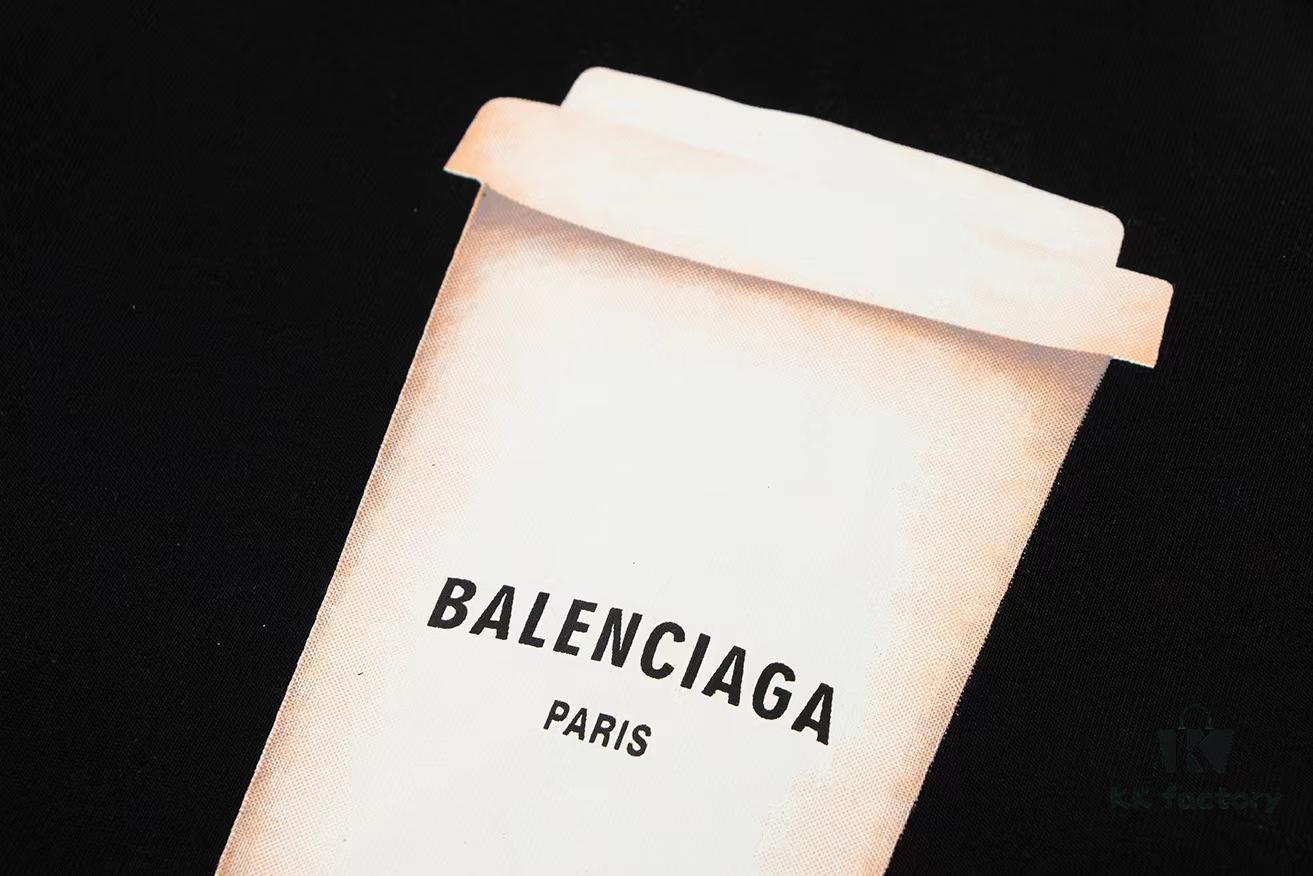 BALENCIAGA
PARIS
K
KK factory